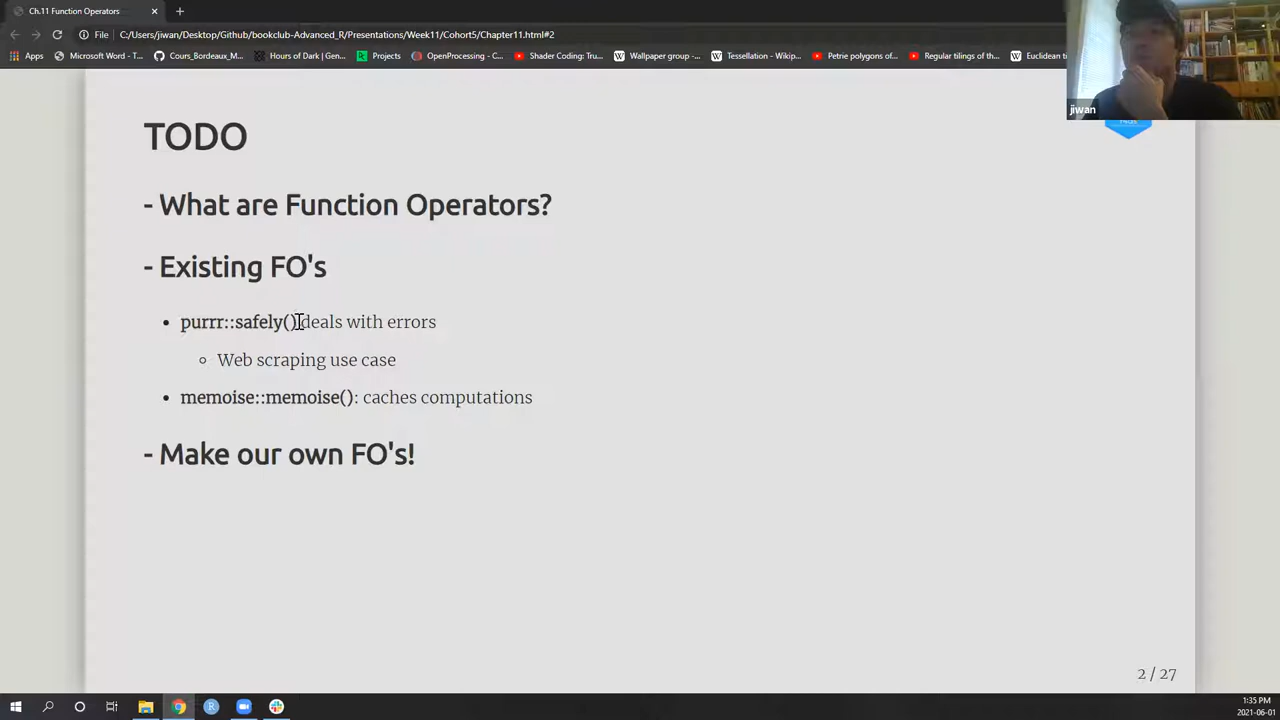 Ch.11 Function Operators
File
C:/Users/jiwan/Desktop/Github/bookclub-Advanced_R/Presentations/Week11/Cohort5/Chapter11.html#2
Apps
Microsoft Word - M...
Cours_Bordeaux_M...
Hours of Dark | Gen...
Projects
OpenProcessing - C...
Shader Coding: Tru...
Wallpaper group -...
Tessellation - Wikip...
Petrie polygons of...
Regular tilings of th...
Euclidean ti
jiwan
TODO
- What are Function Operators?
- Existing FO's
• purrr::safely() deals with errors
Web scraping use case
• memoise::memoise(): caches computations
- Make our own FO's!
2 / 27
1:35 PM
2021-06-01